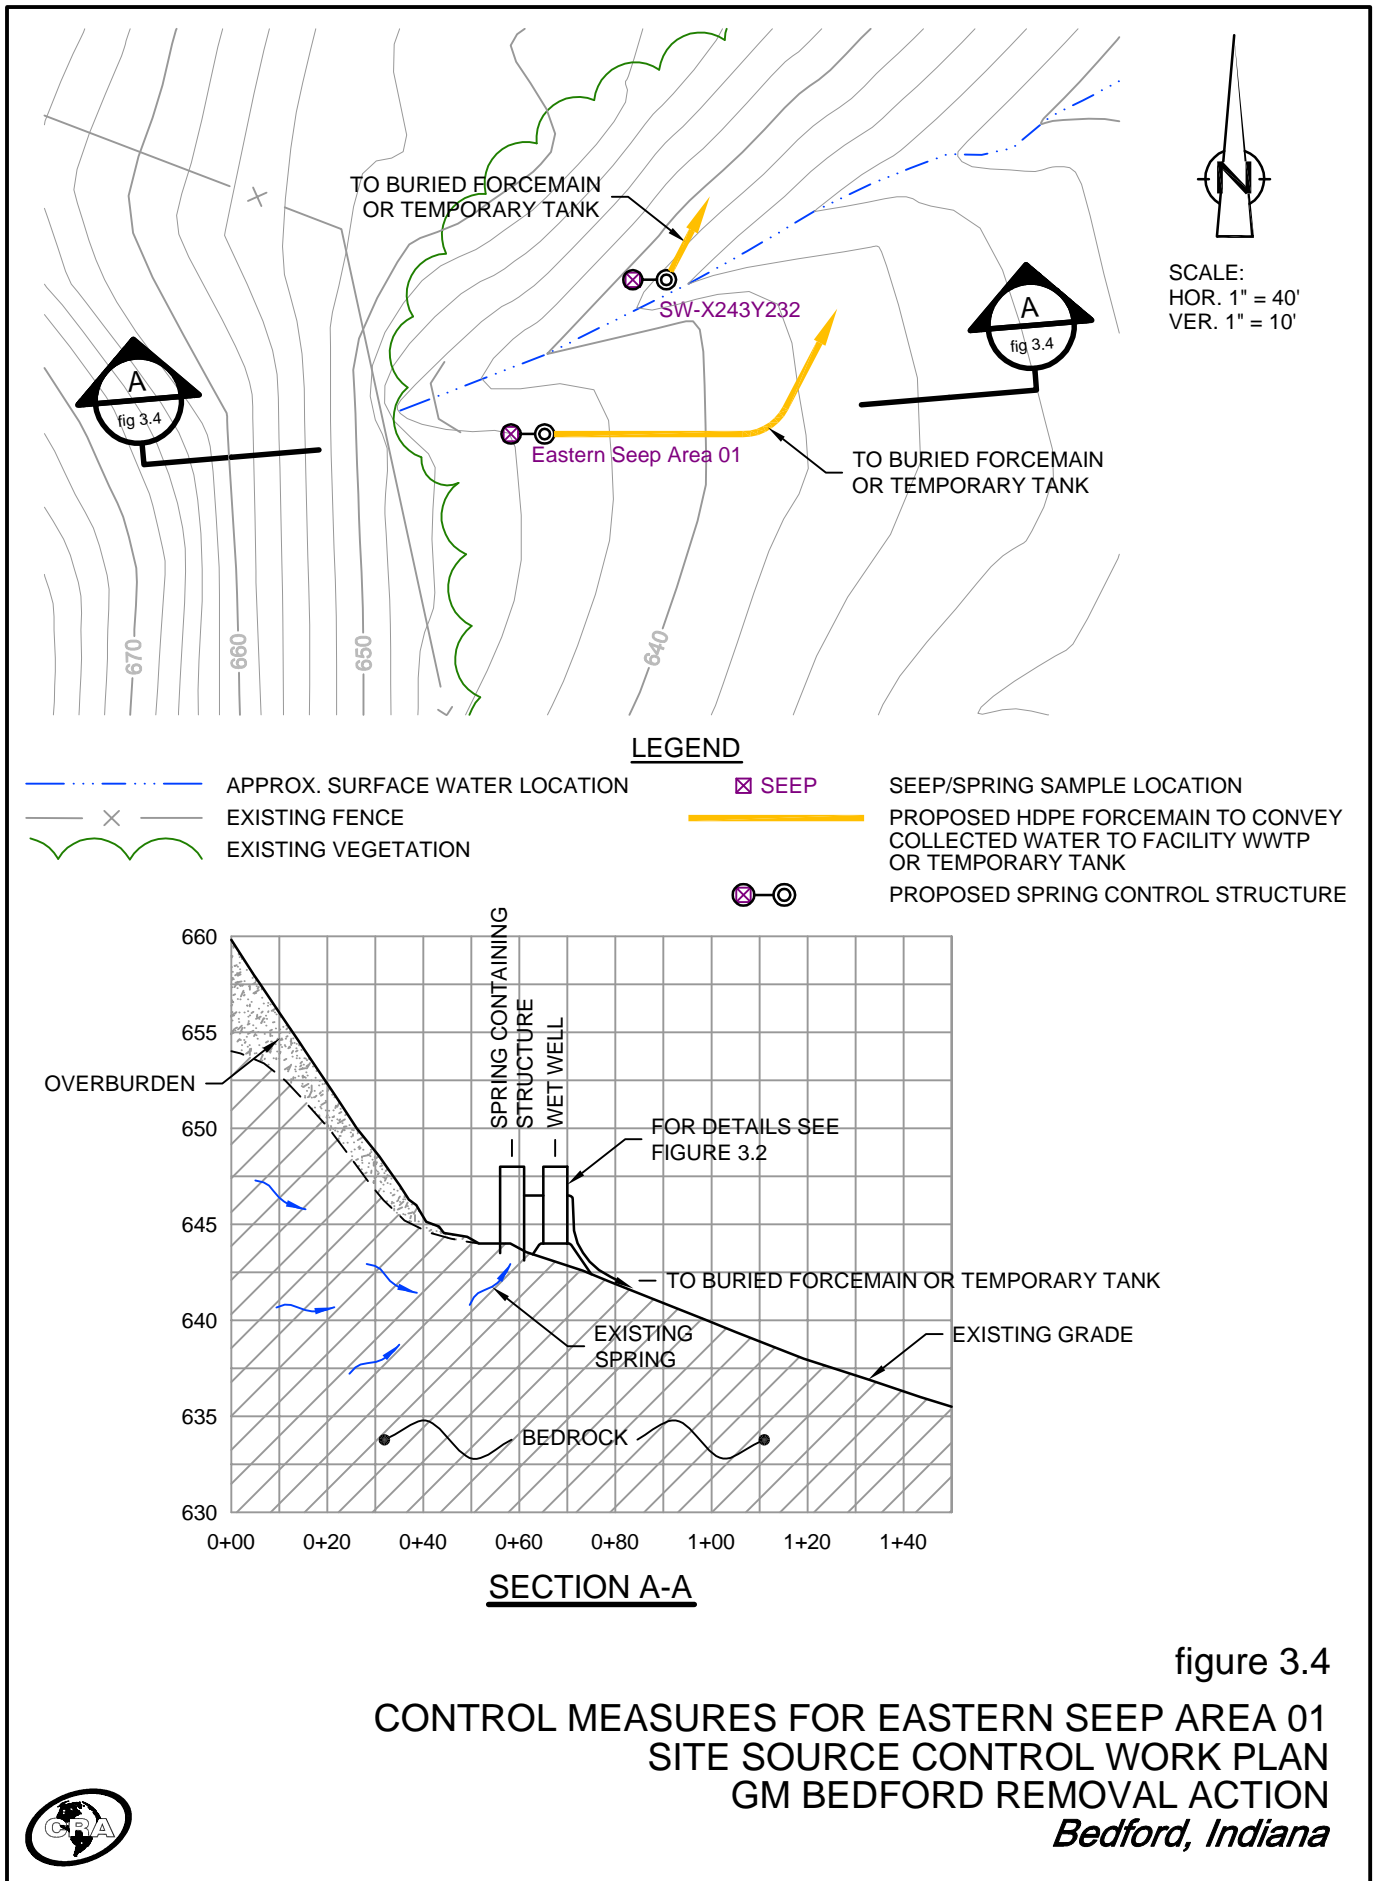 TO BURIED FORCEMAIN
OR TEMPORARY TANK
N
SCALE:
HOR. 1" = 40'
VER. 1" = 10'
SW-X243Y232
A
fig 3.4
A
fig 3.4
Eastern Seep Area 01
TO BURIED FORCEMAIN
OR TEMPORARY TANK
670
660
650
640
LEGEND
APPROX. SURFACE WATER LOCATION
EXISTING FENCE
EXISTING VEGETATION
SEEP
SEEP/SPRING SAMPLE LOCATION
PROPOSED HDPE FORCEMAIN TO CONVEY
COLLECTED WATER TO FACILITY WWTP
OR TEMPORARY TANK
PROPOSED SPRING CONTROL STRUCTURE
660
655
650
645
640
635
630
OVERBURDEN
SPRING CONTAINING
STRUCTURE
WET WELL
FOR DETAILS SEE
FIGURE 3.2
TO BURIED FORCEMAIN OR TEMPORARY TANK
EXISTING
SPRING
EXISTING GRADE
BEDROCK
0+00 0+20 0+40 0+60 0+80 1+00 1+20 1+40
SECTION A-A
figure 3.4
CONTROL MEASURES FOR EASTERN SEEP AREA 01
SITE SOURCE CONTROL WORK PLAN
GM BEDFORD REMOVAL ACTION
Bedford, Indiana
CRA